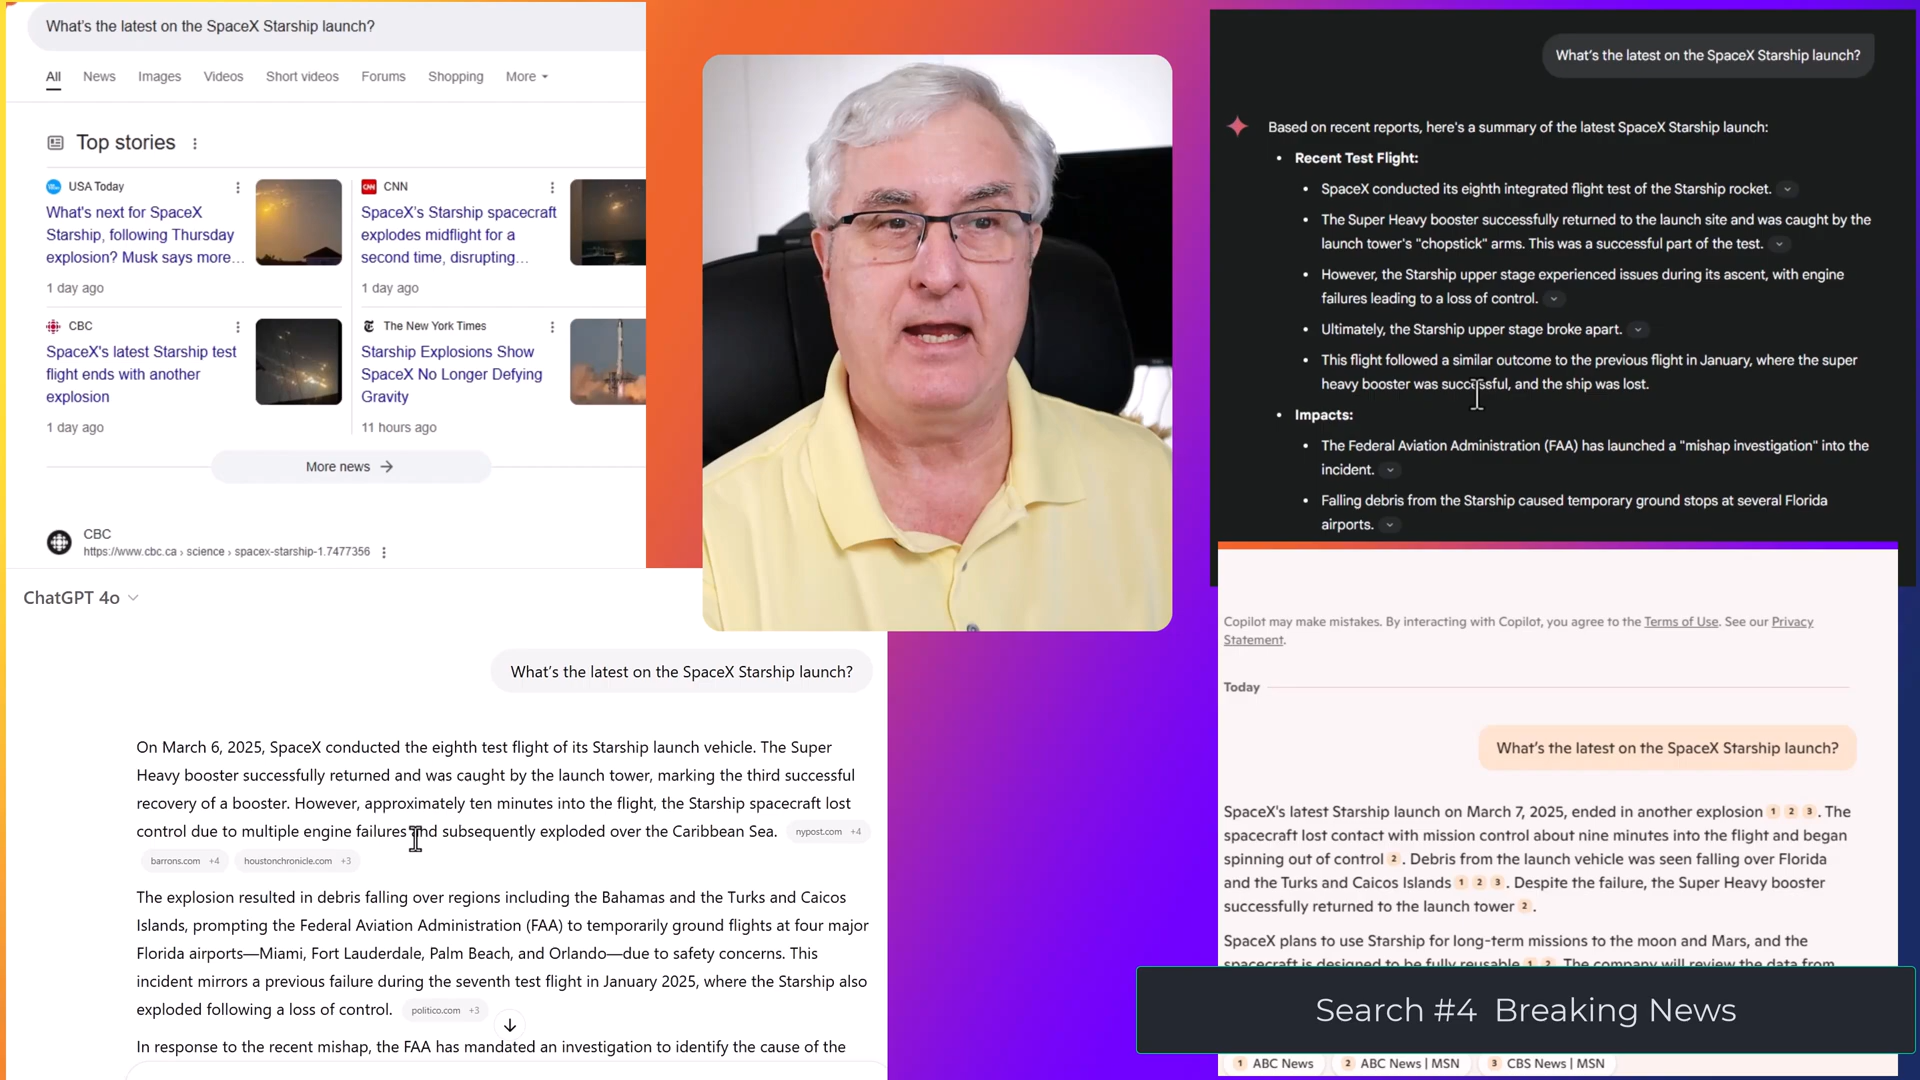 What's the latest on the SpaceX Starship launch?
All News Images Videos Short videos Forums Shopping More
Top stories
USA Today
What's next for SpaceX
Starship, following Thursday
explosion? Musk says more...
1 day ago
CNN
SpaceX's Starship spacecraft
explodes midflight for a
second time, disrupting...
1 day ago
CBC
SpaceX's latest Starship test
flight ends with another
explosion
1 day ago
The New York Times
Starship Explosions Show
SpaceX No Longer Defying
Gravity
11 hours ago
More news →
CBC
https://www.cbc.ca › science › spacex-starship-1.7477356
What's the latest on the SpaceX Starship launch?
Based on recent reports, here's a summary of the latest SpaceX Starship launch:
• Recent Test Flight:
• SpaceX conducted its eighth integrated flight test of the Starship rocket.
• The Super Heavy booster successfully returned to the launch site and was caught by the
launch tower's "chopstick" arms. This was a successful part of the test.
• However, the Starship upper stage experienced issues during its ascent, with engine
failures leading to a loss of control.
• Ultimately, the Starship upper stage broke apart.
• This flight followed a similar outcome to the previous flight in January, where the super
heavy booster was successful, and the ship was lost.
• Impacts:
• The Federal Aviation Administration (FAA) has launched a "mishap investigation" into the
incident.
• Falling debris from the Starship caused temporary ground stops at several Florida
airports.
ChatGPT 4o
What's the latest on the SpaceX Starship launch?
On March 6, 2025, SpaceX conducted the eighth test flight of its Starship launch vehicle. The Super
Heavy booster successfully returned and was caught by the launch tower, marking the third successful
recovery of a booster. However, approximately ten minutes into the flight, the Starship spacecraft lost
control due to multiple engine failures and subsequently exploded over the Caribbean Sea. nypost.com +4
barrons.com +4 houstonchronicle.com +3
The explosion resulted in debris falling over regions including the Bahamas and the Turks and Caicos
Islands, prompting the Federal Aviation Administration (FAA) to temporarily ground flights at four major
Florida airports—Miami, Fort Lauderdale, Palm Beach, and Orlando—due to safety concerns. This
incident mirrors a previous failure during the seventh test flight in January 2025, where the Starship also
exploded following a loss of control. politico.com +3
In response to the recent mishap, the FAA has mandated an investigation to identify the cause of the
Copilot may make mistakes. By interacting with Copilot, you agree to the Terms of Use. See our Privacy
Statement.
Today
What's the latest on the SpaceX Starship launch?
SpaceX's latest Starship launch on March 7, 2025, ended in another explosion 1 2 3. The
spacecraft lost contact with mission control about nine minutes into the flight and began
spinning out of control 2. Debris from the launch vehicle was seen falling over Florida
and the Turks and Caicos Islands 1 2 3. Despite the failure, the Super Heavy booster
successfully returned to the launch tower 2.
SpaceX plans to use Starship for long-term missions to the moon and Mars, and the
spacecraft is designed to be fully reusable 1 2. The company will review the data from
Search #4 Breaking News
1 ABC News 2 ABC News | MSN 3 CBS News | MSN